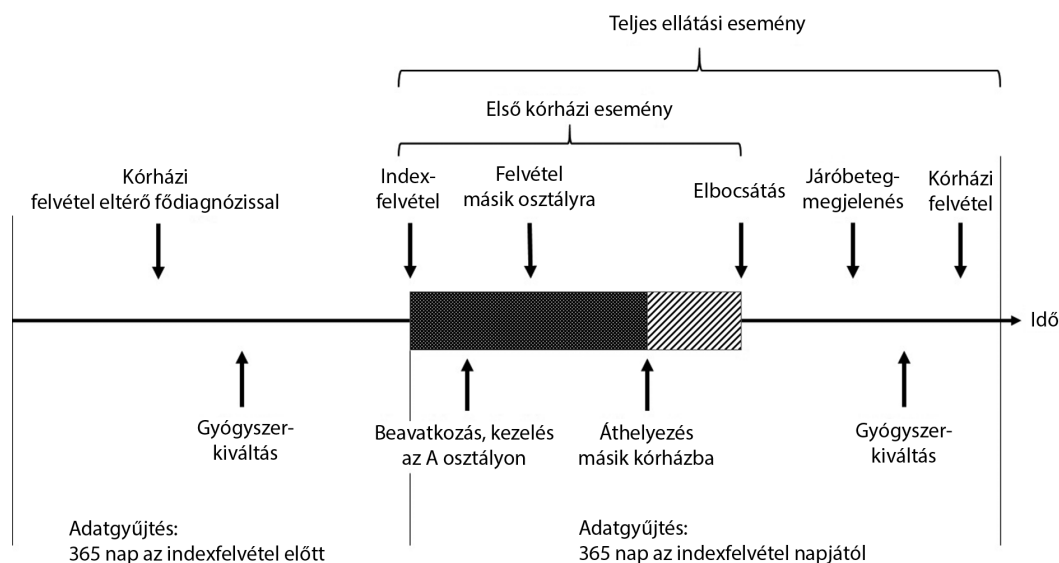 Teljes ellátási esemény
Első kórházi esemény
Kórházi
felvétel eltérő fődiagnózissal
Index-
felvétel
Felvétel
másik osztályra
Elbocsátás
Járóbeteg-
megjelenés
Kórházi
felvétel
Idő
Gyógyszer-
kiváltás
Beavatkozás, kezelés
az A osztályon
Áthelyezés
másik kórházba
Gyógyszer-
kiváltás
Adatgyűjtés:
365 nap az indexfelvétel előtt
Adatgyűjtés:
365 nap az indexfelvétel napjától